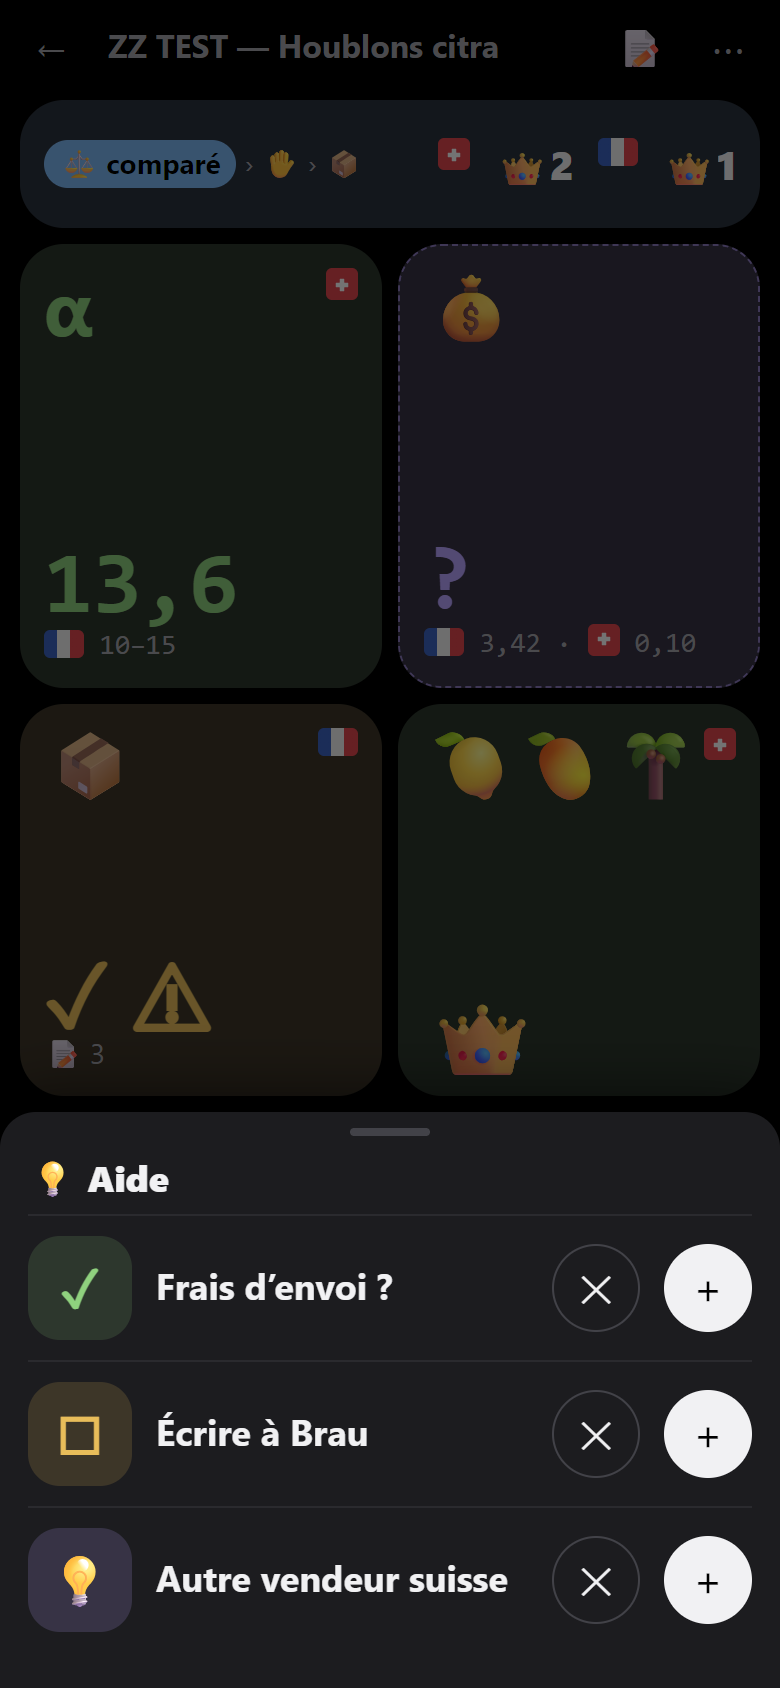 ← ZZ TEST — Houblons citra 📝 …
⚖️ comparé › ✋ › 📦 🇨🇭 👑 2 🇫🇷 👑 1
α 🇨🇭
13,6
🇫🇷 10–15
💰
?
🇫🇷 3,42 · 🇨🇭 0,10
📦 🇫🇷
✓ ⚠
📝 3
🍋 🥭 🌴 🇨🇭
👑
💡 Aide
✓ Frais d’envoi ? ✕ +
☐ Écrire à Brau ✕ +
💡 Autre vendeur suisse ✕ +